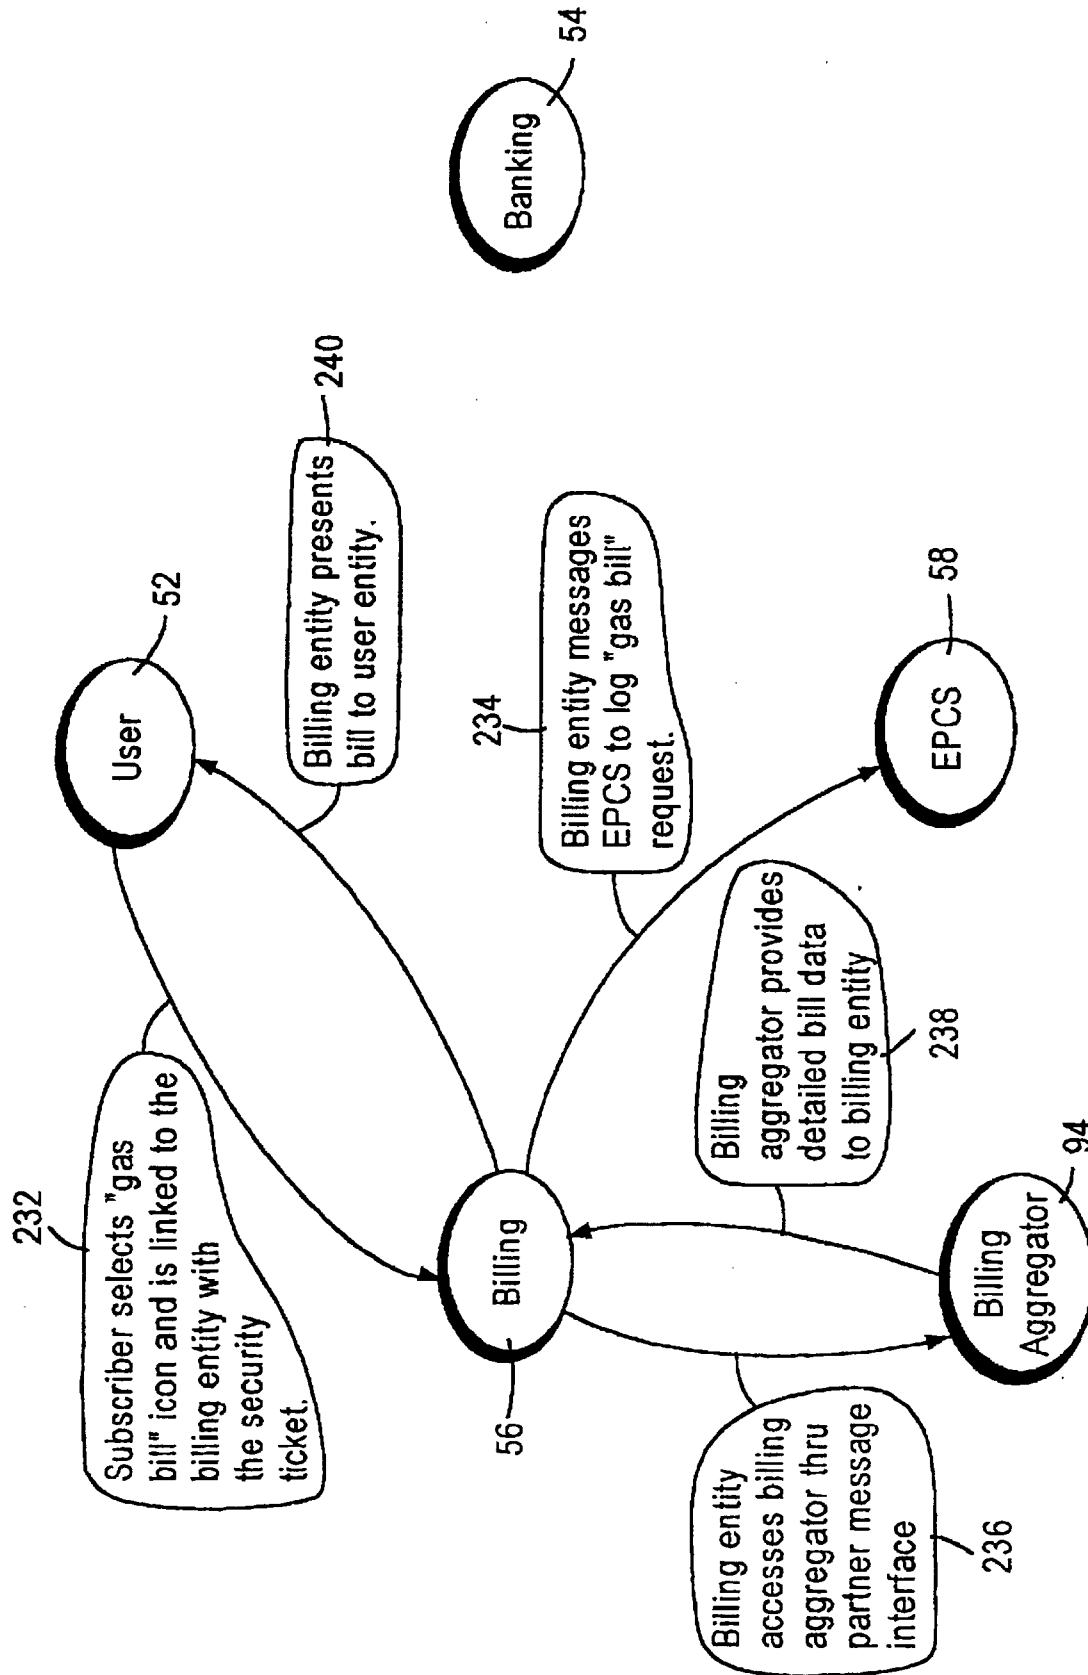 232
Subscriber selects "gas
bill" icon and is linked to the
billing entity with
the security
ticket.
User
52
Billing entity presents
bill to user entity.
240
Banking
54
Billing
56
234
Billing entity messages
EPCS to log "gas bill"
request.
Billing entity
accesses billing
aggregator thru
partner message
interface
236
Billing
aggregator provides
detailed bill data
to billing entity
238
Billing
Aggregator
94
EPCS
58